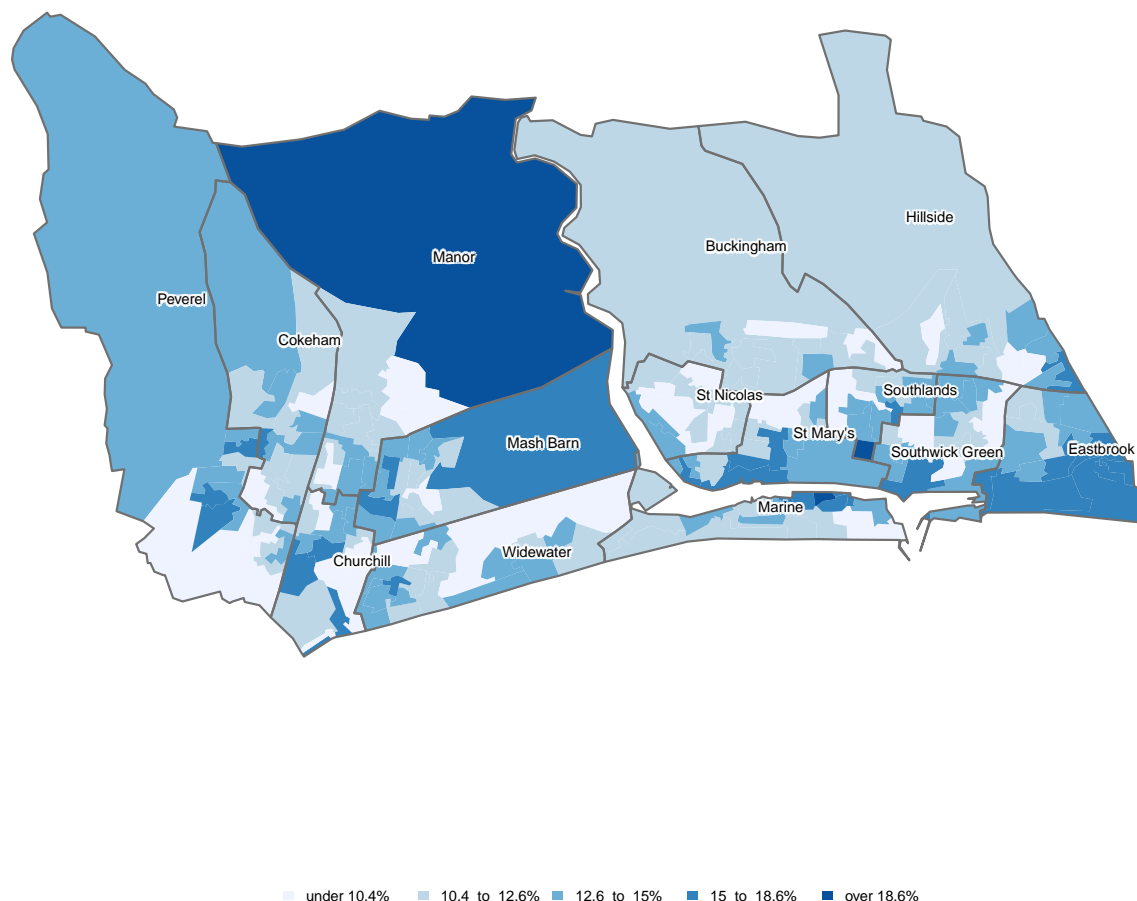 Hillside
Buckingham
Manor
Peverel
Cokeham
St Nicolas
Southlands
St Mary's
Mash Barn
Southwick Green
Eastbrook
Marine
Widewater
Churchill
under 10.4% 10.4 to 12.6% 12.6 to 15% 15 to 18.6% over 18.6%